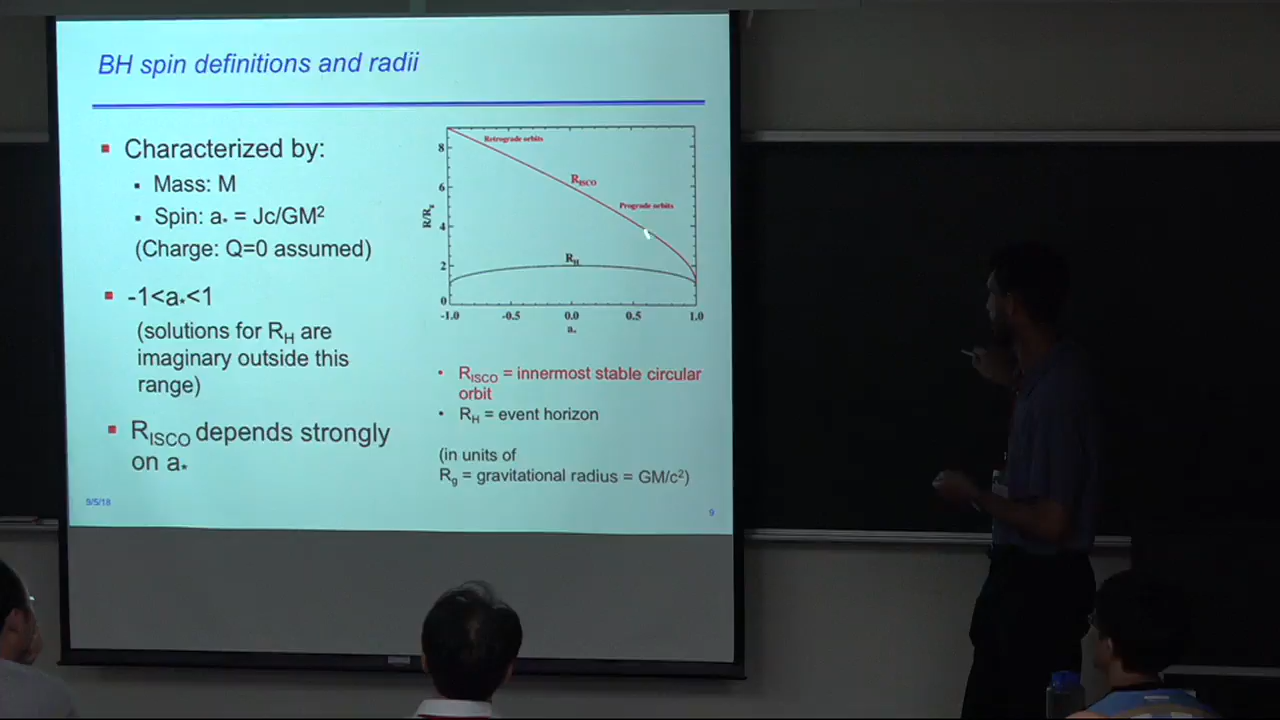 BH spin definitions and radii
Characterized by:
Mass: M
Spin: a* = Jc/GM²
(Charge: Q=0 assumed)
-1<a*<1
(solutions for R_H are
imaginary outside this
range)
R_ISCO depends strongly
on a*
9/5/18
Retrograde orbits
R_ISCO
Prograde orbits
R_H
R/R_g
8
6
4
2
0
-1.0 -0.5 0.0 0.5 1.0
a*
R_ISCO = innermost stable circular
orbit
R_H = event horizon
(in units of
R_g = gravitational radius = GM/c²)
9